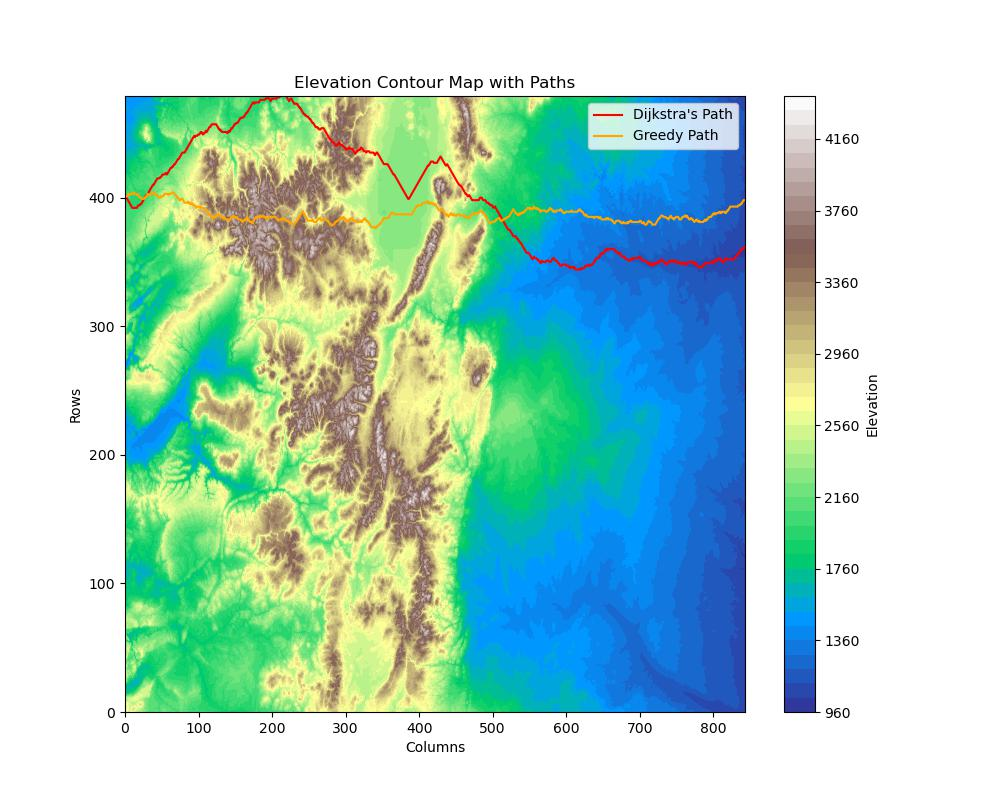 Elevation Contour Map with Paths
Dijkstra's Path
Greedy Path
Rows
400
300
200
100
0
0 100 200 300 400 500 600 700 800
Columns
4160
3760
3360
2960
2560
2160
1760
1360
960
Elevation